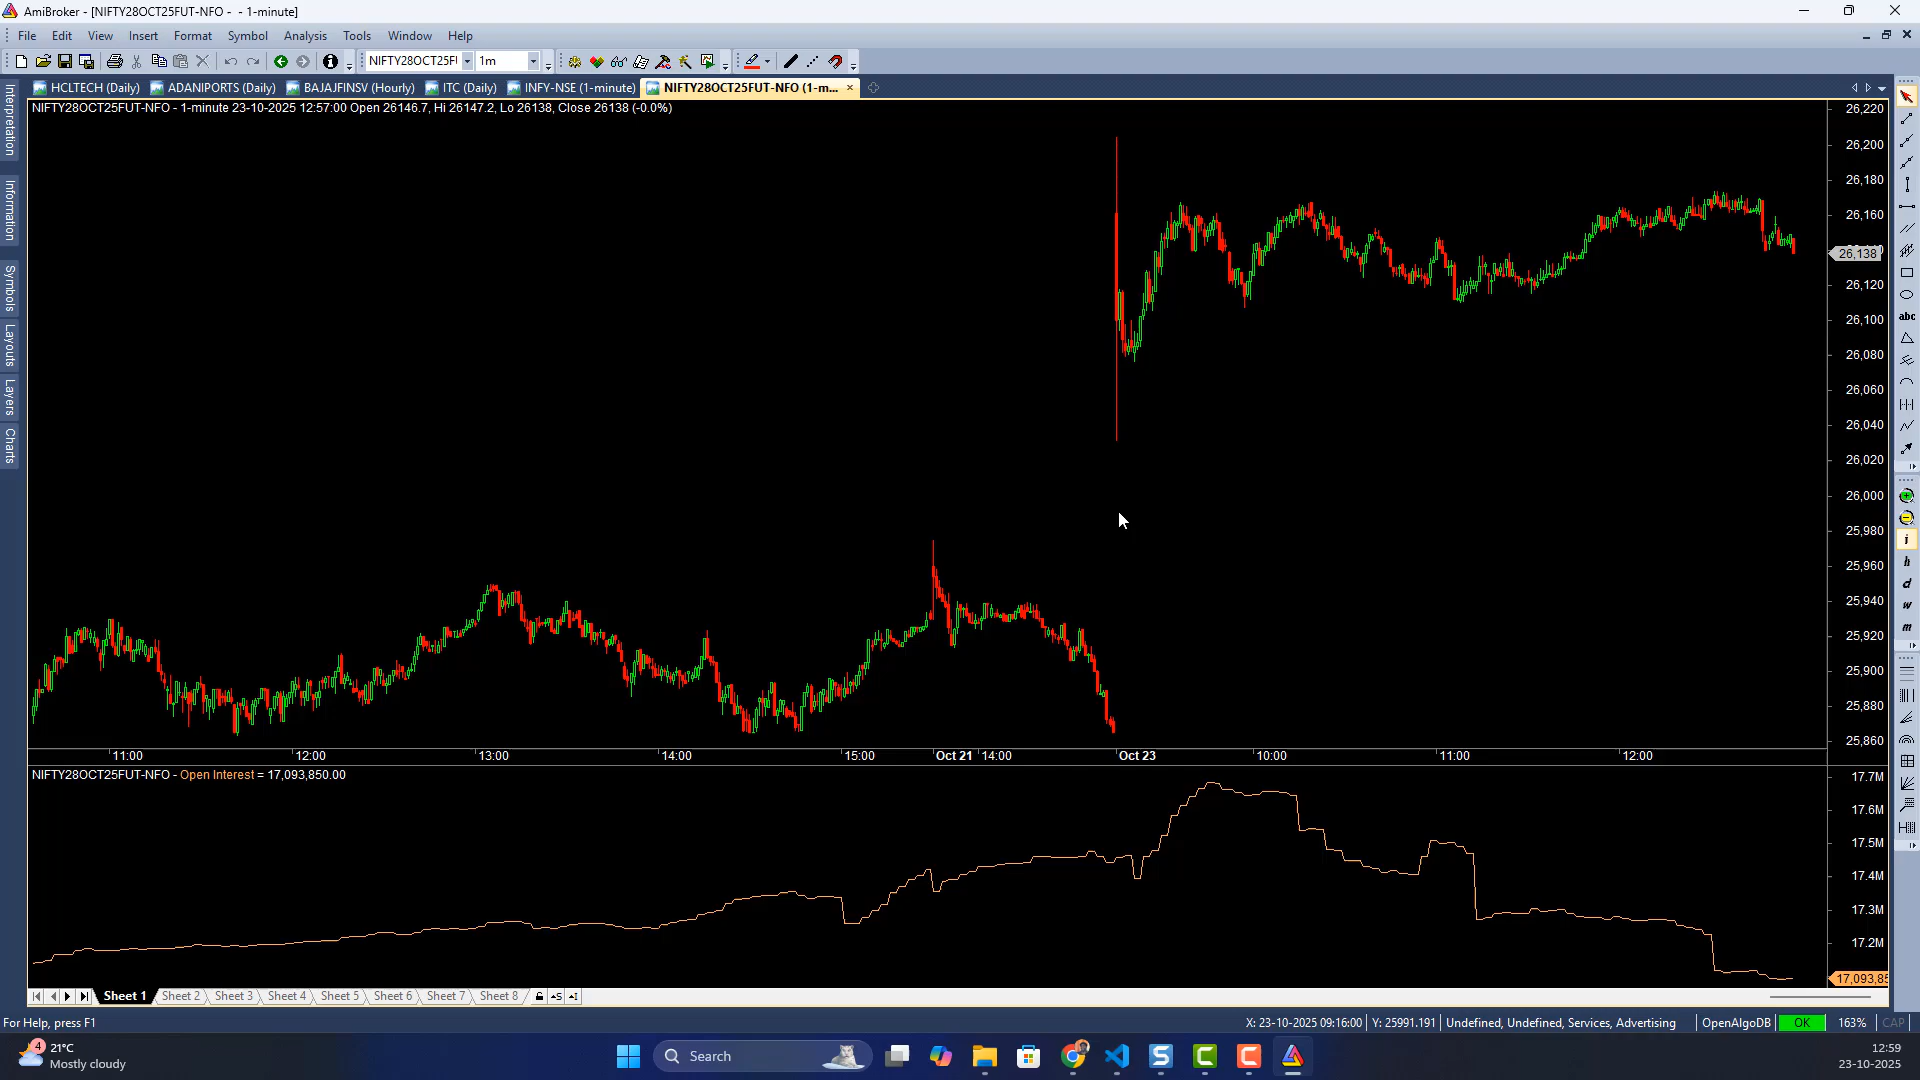 AmiBroker - [NIFTY28OCT25FUT-NFO - - 1-minute]
File Edit View Insert Format Symbol Analysis Tools Window Help
NIFTY28OCT25FI 1m
HCLTECH (Daily) ADANIPORTS (Daily) BAJAJFINSV (Hourly) ITC (Daily) INFY-NSE (1-minute) NIFTY28OCT25FUT-NFO (1-m...
NIFTY28OCT25FUT-NFO - 1-minute 23-10-2025 12:57:00 Open 26146.7, Hi 26147.2, Lo 26138, Close 26138 (-0.0%)
Interpretation
Information
Symbols
Layouts
Layers
Charts
26,220
26,200
26,180
26,160
26,138
26,120
26,100
26,080
26,060
26,040
26,020
26,000
25,980
25,960
25,940
25,920
25,900
25,880
25,860
abc
i
h
d
w
m
11:00 12:00 13:00 14:00 15:00 Oct 21 14:00 Oct 23 10:00 11:00 12:00
NIFTY28OCT25FUT-NFO - Open Interest = 17,093,850.00
17.7M
17.6M
17.5M
17.4M
17.3M
17.2M
17,093,85
Sheet 1 Sheet 2 Sheet 3 Sheet 4 Sheet 5 Sheet 6 Sheet 7 Sheet 8
For Help, press F1 X: 23-10-2025 09:16:00 Y: 25991.191 Undefined, Undefined, Services, Advertising OpenAlgoDB OK 163% CAP
4
21°C
Mostly cloudy
Search
12:59
23-10-2025